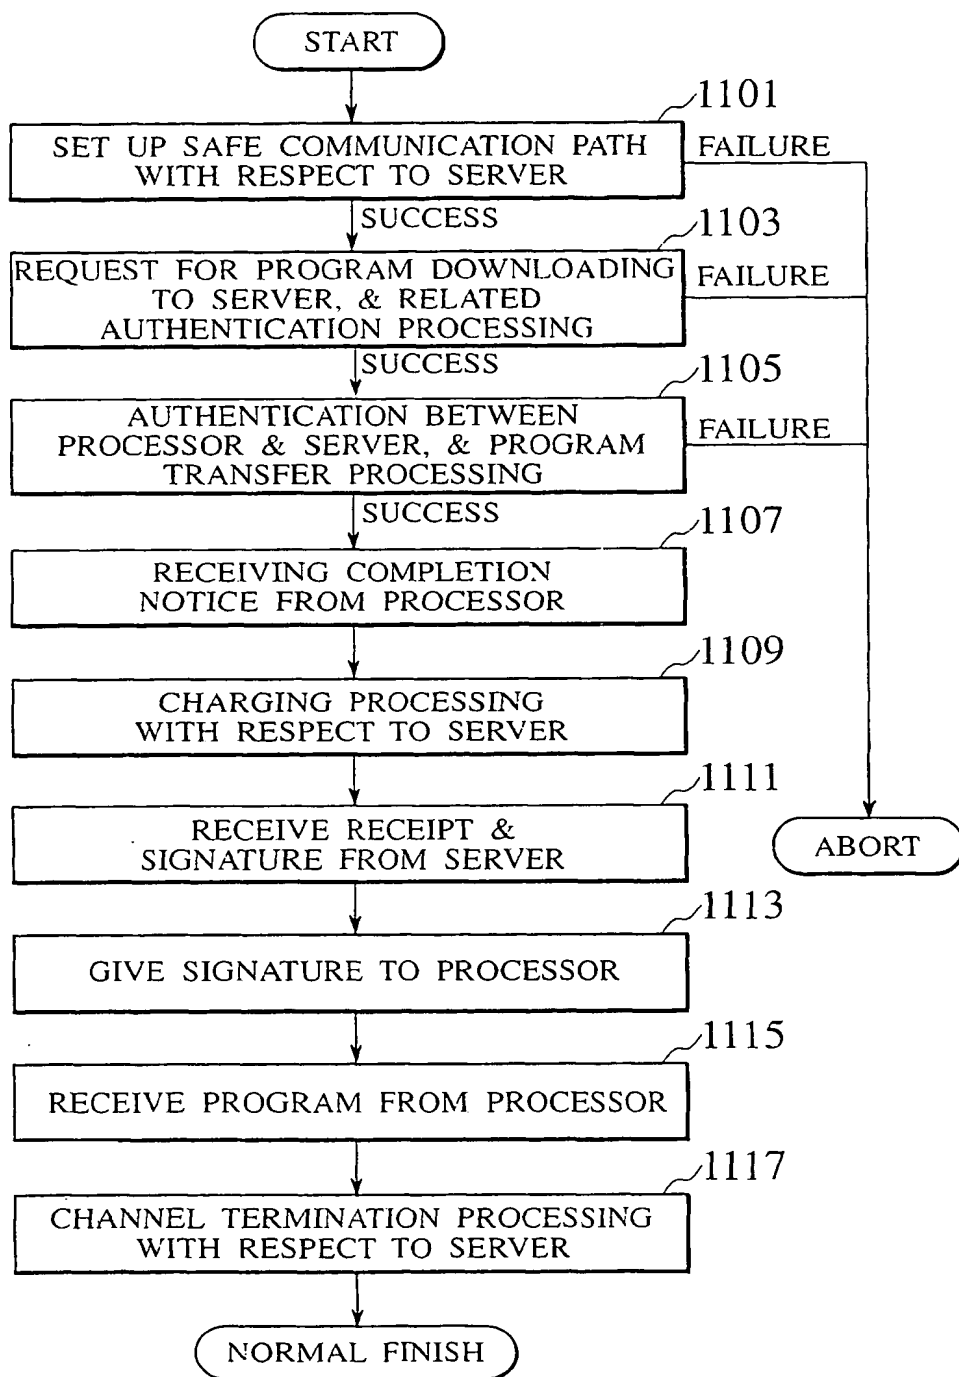 START
1101
SET UP SAFE COMMUNICATION PATH
WITH RESPECT TO SERVER
FAILURE
SUCCESS
1103
REQUEST FOR PROGRAM DOWNLOADING
TO SERVER, & RELATED
AUTHENTICATION PROCESSING
FAILURE
SUCCESS
1105
AUTHENTICATION BETWEEN
PROCESSOR & SERVER, & PROGRAM
TRANSFER PROCESSING
FAILURE
SUCCESS
1107
RECEIVING COMPLETION
NOTICE FROM PROCESSOR
1109
CHARGING PROCESSING
WITH RESPECT TO SERVER
1111
RECEIVE RECEIPT &
SIGNATURE FROM SERVER
ABORT
1113
GIVE SIGNATURE TO PROCESSOR
1115
RECEIVE PROGRAM FROM PROCESSOR
1117
CHANNEL TERMINATION PROCESSING
WITH RESPECT TO SERVER
NORMAL FINISH